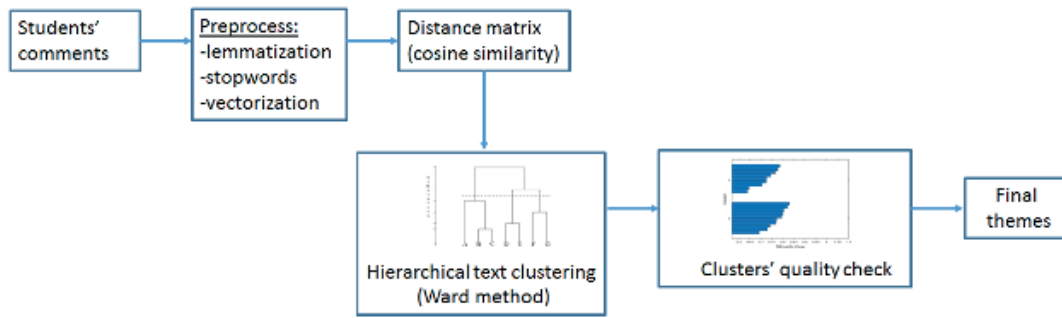 Students'
comments
Preprocess:
-lemmatization
-stopwords
-vectorization
Distance matrix
(cosine similarity)
Hierarchical text clustering
(Ward method)
Clusters' quality check
Final
themes